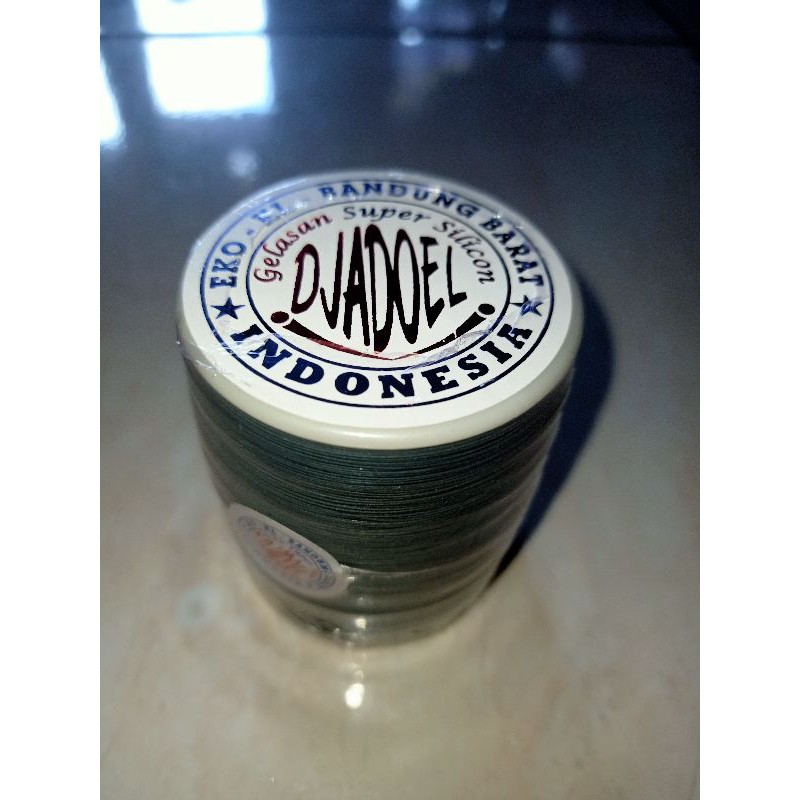 EKO - EL - BANDUNG BARAT
Gelasan Super Silicon
DJADOEL
INDONESIA